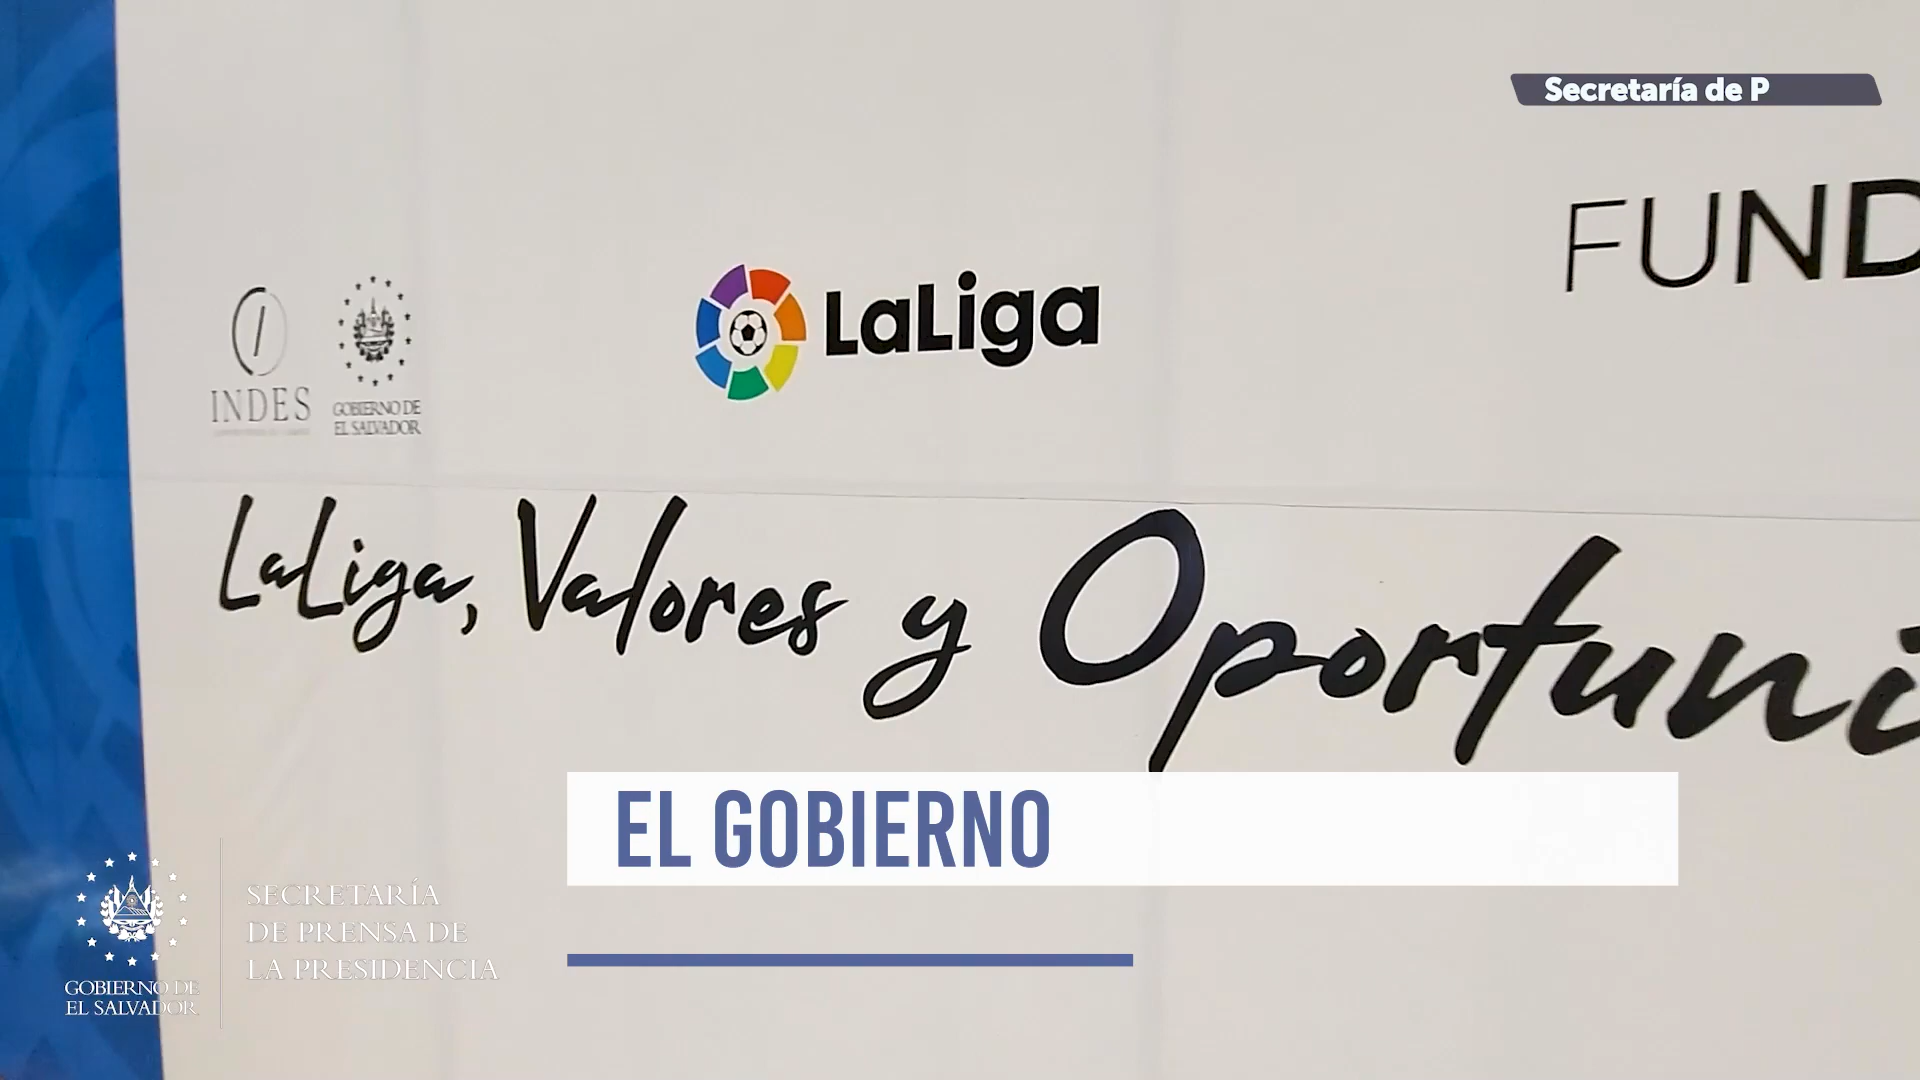 Secretaría de P
FUND
LaLiga
INDES
GOBIERNO DE
EL SALVADOR
LaLiga, Valores y Oportuni
EL GOBIERNO
SECRETARÍA
DE PRENSA DE
LA PRESIDENCIA
GOBIERNO DE
EL SALVADOR